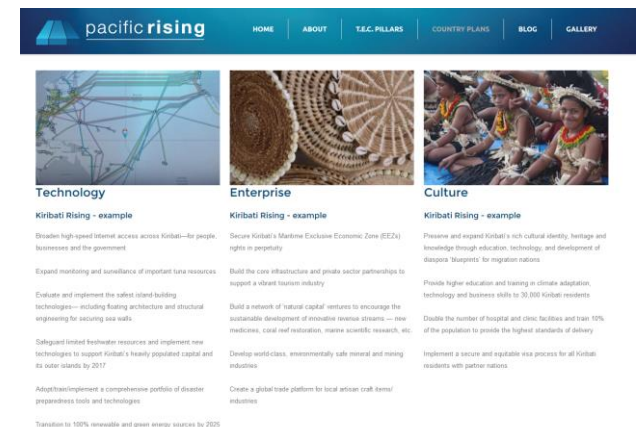 pacific rising
HOME
ABOUT
T.E.C. PILLARS
COUNTRY PLANS
BLOG
GALLERY
Technology
Kiribati Rising - example
Broaden high-speed Internet access across Kiribati—for people,
businesses and the government
Expand monitoring and surveillance of important tuna resources
Evaluate and implement the safest island-building
technologies— including floating architecture and structural
engineering for securing sea walls
Safeguard limited freshwater resources and implement new
technologies to support Kiribati's heavily populated capital and
its outer islands by 2017
Adopt/train/implement a comprehensive portfolio of disaster
preparedness tools and technologies
Transition to 100% renewable and green energy sources by 2025
Enterprise
Kiribati Rising - example
Secure Kiribati's Maritime Exclusive Economic Zone (EEZs)
rights in perpetuity
Build the core infrastructure and private sector partnerships to
support a vibrant tourism industry
Build a network of 'natural capital' ventures to encourage the
sustainable development of innovative revenue streams — new
medicines, coral reef restoration, marine scientific research, etc.
Develop world-class, environmentally safe mineral and mining
industries
Create a global trade platform for local artisan craft items/
industries
Culture
Kiribati Rising - example
Preserve and expand Kiribati's rich cultural identity, heritage and
knowledge through education, technology, and development of
diaspora 'blueprints' for migration nations
Provide higher education and training in climate adaptation,
technology and business skills to 30,000 Kiribati residents
Double the number of hospital and clinic facilities and train 10%
of the population to provide the highest standards of delivery
Implement a secure and equitable visa process for all Kiribati
residents with partner nations